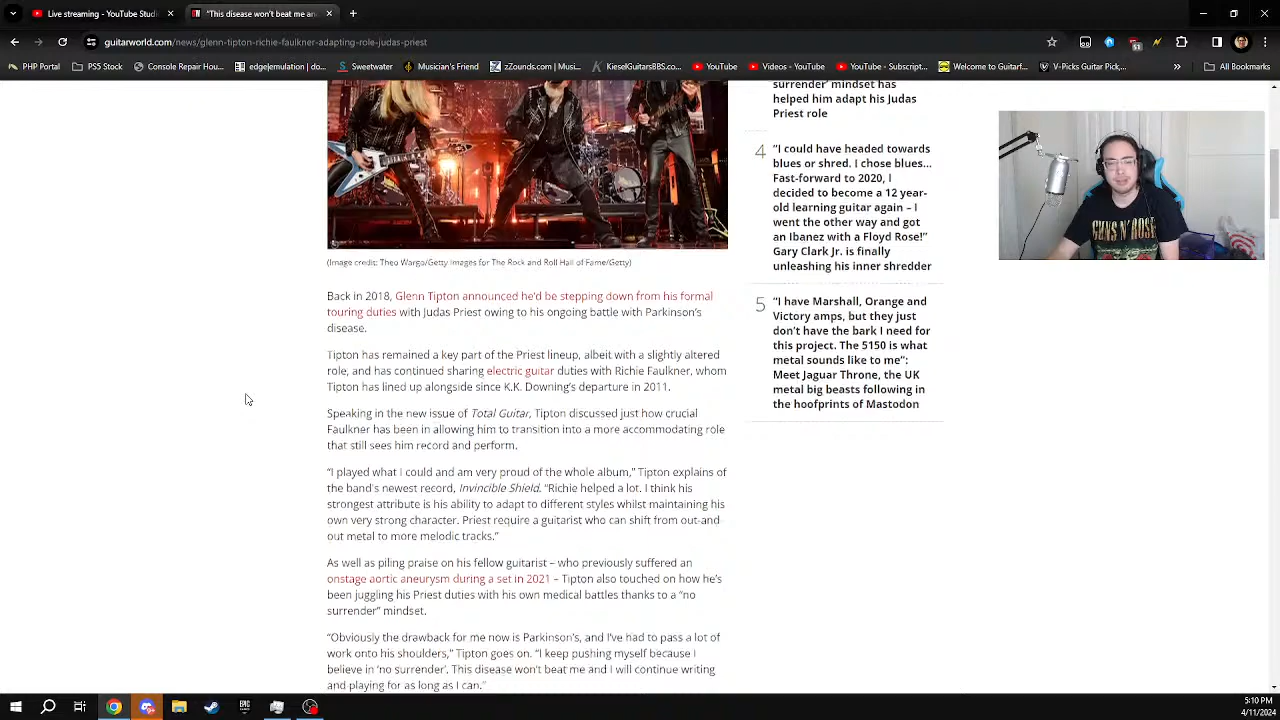 Live streaming - YouTube Studi
"This disease won't beat me an
guitarworld.com/news/glenn-tipton-richie-faulkner-adapting-role-judas-priest
51
PHP Portal
PS5 Stock
Console Repair Hou...
edge|emulation | do...
Sweetwater
Musician's Friend
zZounds.com | Musi...
KieselGuitarsBBS.co...
YouTube
Videos - YouTube
YouTube - Subscript...
Welcome to Guitarf...
V-Picks Guitar Pick,...
All Bookmarks
(Image credit: Theo Wargo/Getty Images for The Rock and Roll Hall of Fame/Getty)
Back in 2018, Glenn Tipton announced he'd be stepping down from his formal
touring duties with Judas Priest owing to his ongoing battle with Parkinson's
disease.
Tipton has remained a key part of the Priest lineup, albeit with a slightly altered
role, and has continued sharing electric guitar duties with Richie Faulkner, whom
Tipton has lined up alongside since K.K. Downing's departure in 2011.
Speaking in the new issue of Total Guitar, Tipton discussed just how crucial
Faulkner has been in allowing him to transition into a more accommodating role
that still sees him record and perform.
"I played what I could and am very proud of the whole album," Tipton explains of
the band's newest record, Invincible Shield. "Richie helped a lot. I think his
strongest attribute is his ability to adapt to different styles whilst maintaining his
own very strong character. Priest require a guitarist who can shift from out-and-
out metal to more melodic tracks."
As well as piling praise on his fellow guitarist – who previously suffered an
onstage aortic aneurysm during a set in 2021 – Tipton also touched on how he's
been juggling his Priest duties with his own medical battles thanks to a "no
surrender" mindset.
"Obviously the drawback for me now is Parkinson's, and I've had to pass a lot of
work onto his shoulders," Tipton goes on. "I keep pushing myself because I
believe in 'no surrender'. This disease won't beat me and I will continue writing
and playing for as long as I can."
surrender' mindset has
helped him adapt his Judas
Priest role
4
"I could have headed towards
blues or shred. I chose blues…
Fast-forward to 2020, I
decided to become a 12 year-
old learning guitar again – I
went the other way and got
an Ibanez with a Floyd Rose!"
Gary Clark Jr. is finally
unleashing his inner shredder
5
"I have Marshall, Orange and
Victory amps, but they just
don't have the bark I need for
this project. The 5150 is what
metal sounds like to me":
Meet Jaguar Throne, the UK
metal big beasts following in
the hoofprints of Mastodon
GUNS N' ROSES
5:10 PM
4/11/2024